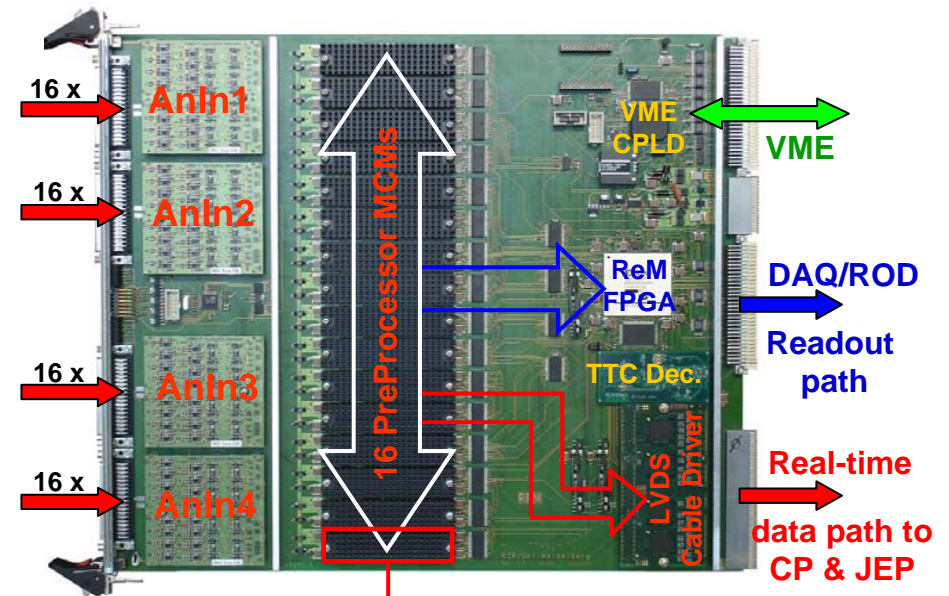 16 x
AnIn1
16 x
AnIn2
16 x
AnIn3
16 x
AnIn4
16 PreProcessor MCMs
VME
CPLD
VME
ReM
FPGA
DAQ/ROD
Readout
path
TTC Dec.
LVDS
Cable Driver
Real-time
data path to
CP & JEP